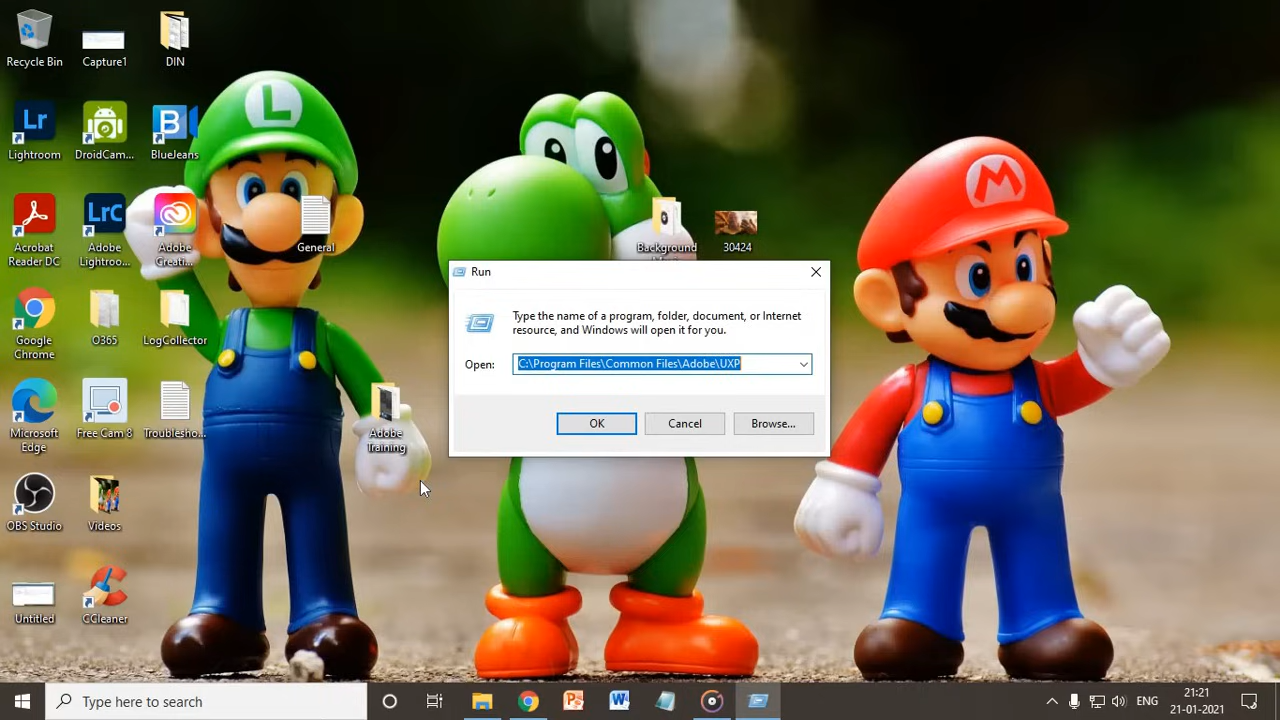 Recycle Bin
Capture1
DIN
Lr
Lightroom
DroidCam...
B
BlueJeans
L
M
Acrobat
Reader DC
LrC
Adobe
Lightroo...
Adobe
Creati...
General
Background
30424
Google
Chrome
O365
LogCollector
Microsoft
Edge
Free Cam 8
Troublesho...
Adobe
Training
OBS Studio
Videos
Untitled
CCleaner
Run
Type the name of a program, folder, document, or Internet
resource, and Windows will open it for you.
Open:
C:\Program Files\Common Files\Adobe\UXP
OK
Cancel
Browse...
Type here to search
ENG
21:21
21-01-2021